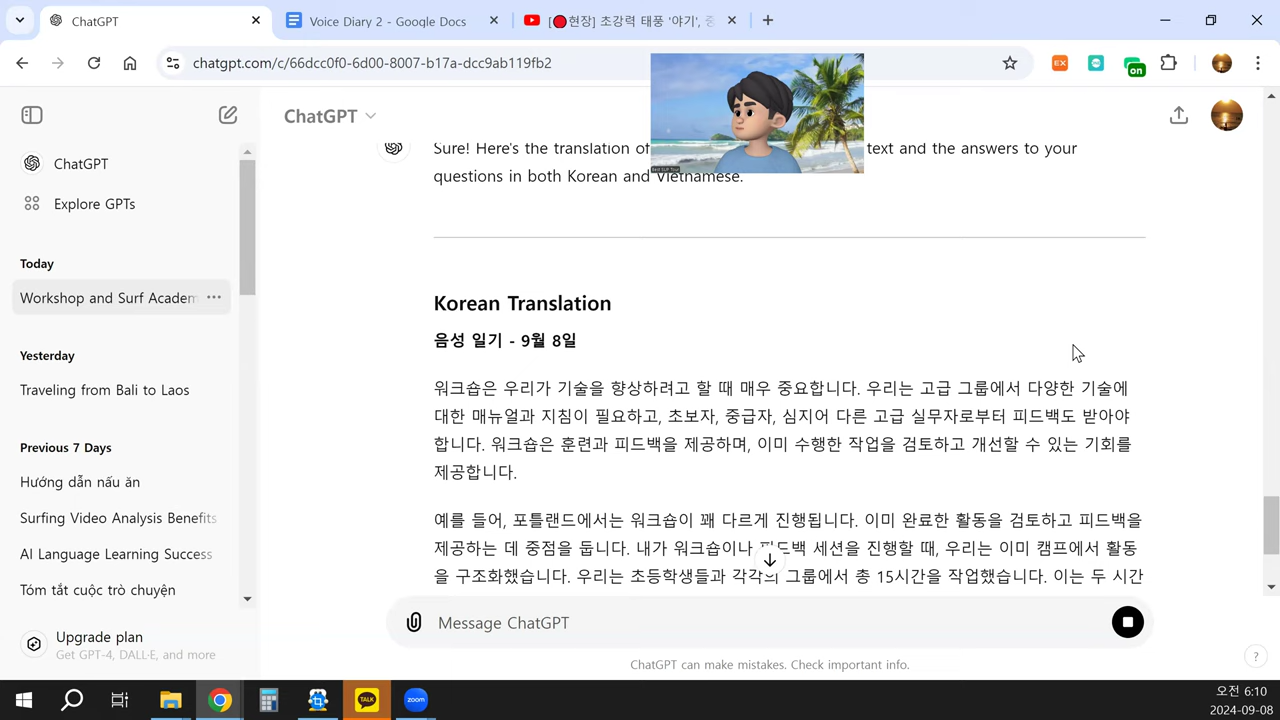 ChatGPT
Voice Diary 2 - Google Docs
[🔴현장] 초강력 태풍 '야기', 중
chatgpt.com/c/66dcc0f0-6d00-8007-b17a-dcc9ab119fb2
EX
on
ChatGPT
Sure! Here's the translation of text and the answers to your
questions in both Korean and Vietnamese.
Korean Translation
음성 일기 - 9월 8일
워크숍은 우리가 기술을 향상하려고 할 때 매우 중요합니다. 우리는 고급 그룹에서 다양한 기술에
대한 매뉴얼과 지침이 필요하고, 초보자, 중급자, 심지어 다른 고급 실무자로부터 피드백도 받아야
합니다. 워크숍은 훈련과 피드백을 제공하며, 이미 수행한 작업을 검토하고 개선할 수 있는 기회를
제공합니다.
예를 들어, 포틀랜드에서는 워크숍이 꽤 다르게 진행됩니다. 이미 완료한 활동을 검토하고 피드백을
제공하는 데 중점을 둡니다. 내가 워크숍이나 피드백 세션을 진행할 때, 우리는 이미 캠프에서 활동
을 구조화했습니다. 우리는 초등학생들과 각각의 그룹에서 총 15시간을 작업했습니다. 이는 두 시간
Message ChatGPT
ChatGPT can make mistakes. Check important info.
?
ChatGPT
Explore GPTs
Today
Workshop and Surf Academ
Yesterday
Traveling from Bali to Laos
Previous 7 Days
Hướng dẫn nấu ăn
Surfing Video Analysis Benefits
AI Language Learning Success
Tóm tắt cuộc trò chuyện
Upgrade plan
Get GPT-4, DALL·E, and more
TALK
zoom
오전 6:10
2024-09-08